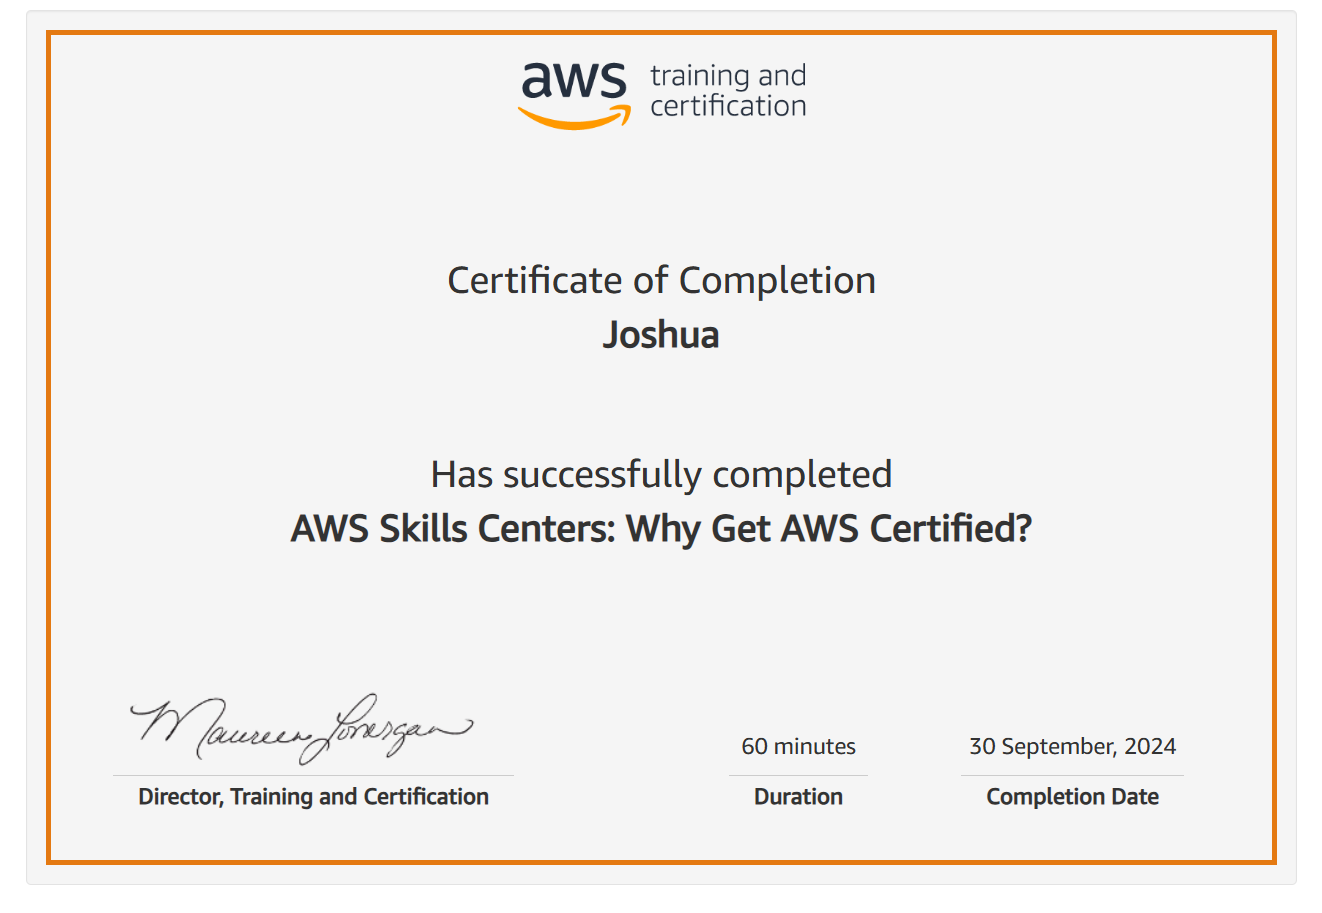 aws training and
certification
Certificate of Completion
Joshua
Has successfully completed
AWS Skills Centers: Why Get AWS Certified?
Maureen Lonergan
Director, Training and Certification
60 minutes
Duration
30 September, 2024
Completion Date